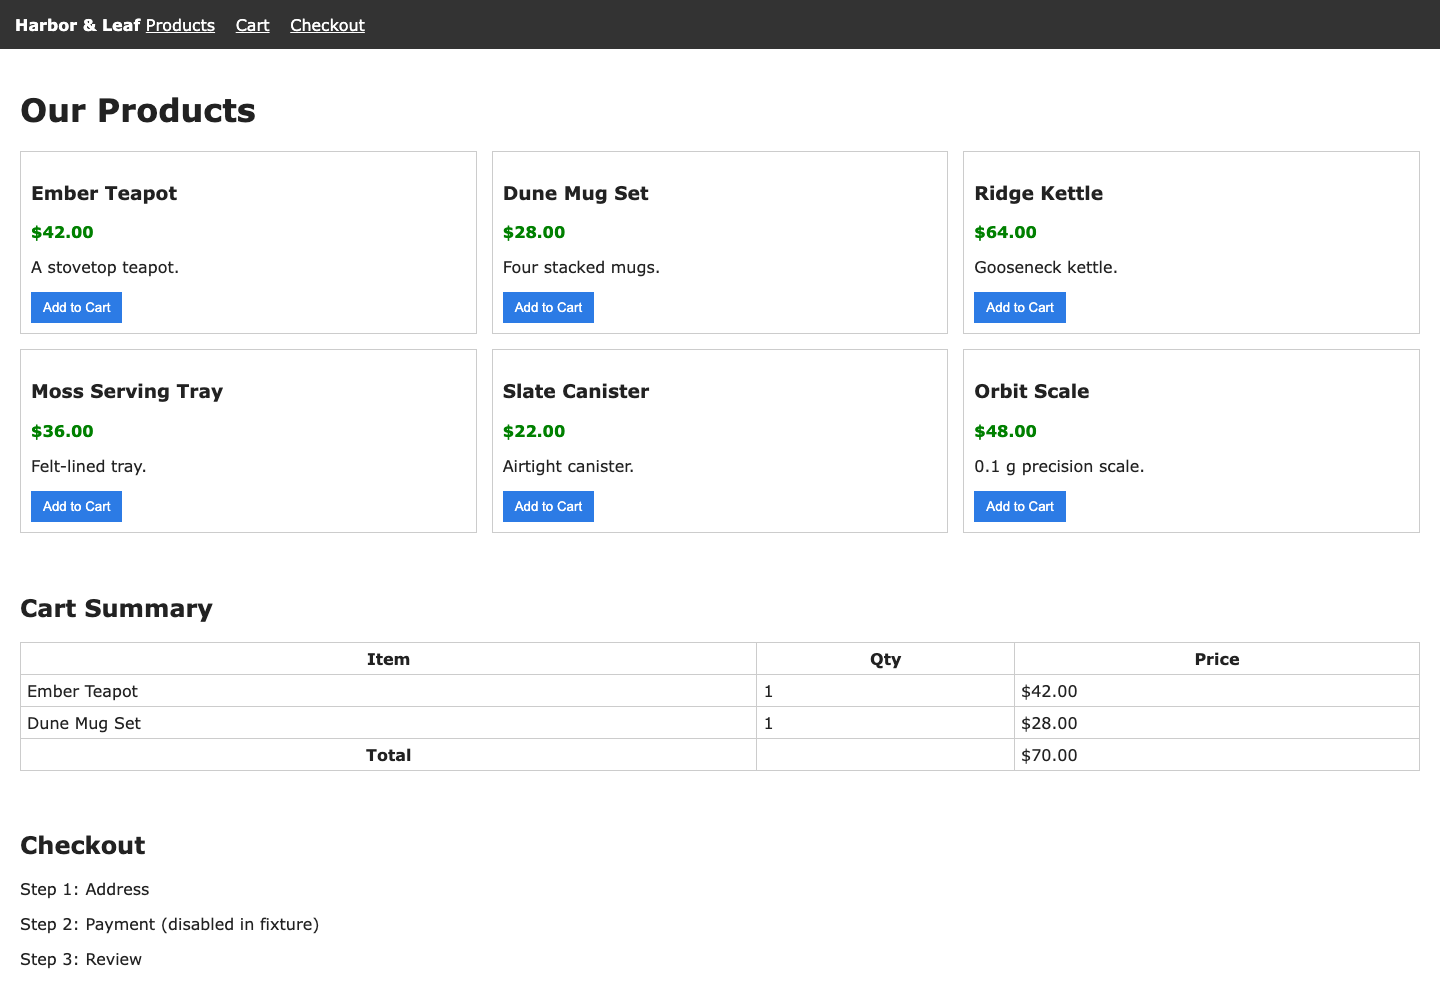 Harbor & Leaf Products Cart Checkout
Our Products
Ember Teapot
$42.00
A stovetop teapot.
Add to Cart
Dune Mug Set
$28.00
Four stacked mugs.
Add to Cart
Ridge Kettle
$64.00
Gooseneck kettle.
Add to Cart
Moss Serving Tray
$36.00
Felt-lined tray.
Add to Cart
Slate Canister
$22.00
Airtight canister.
Add to Cart
Orbit Scale
$48.00
0.1 g precision scale.
Add to Cart
Cart Summary
Item Qty Price
Ember Teapot 1 $42.00
Dune Mug Set 1 $28.00
Total $70.00
Checkout
Step 1: Address
Step 2: Payment (disabled in fixture)
Step 3: Review